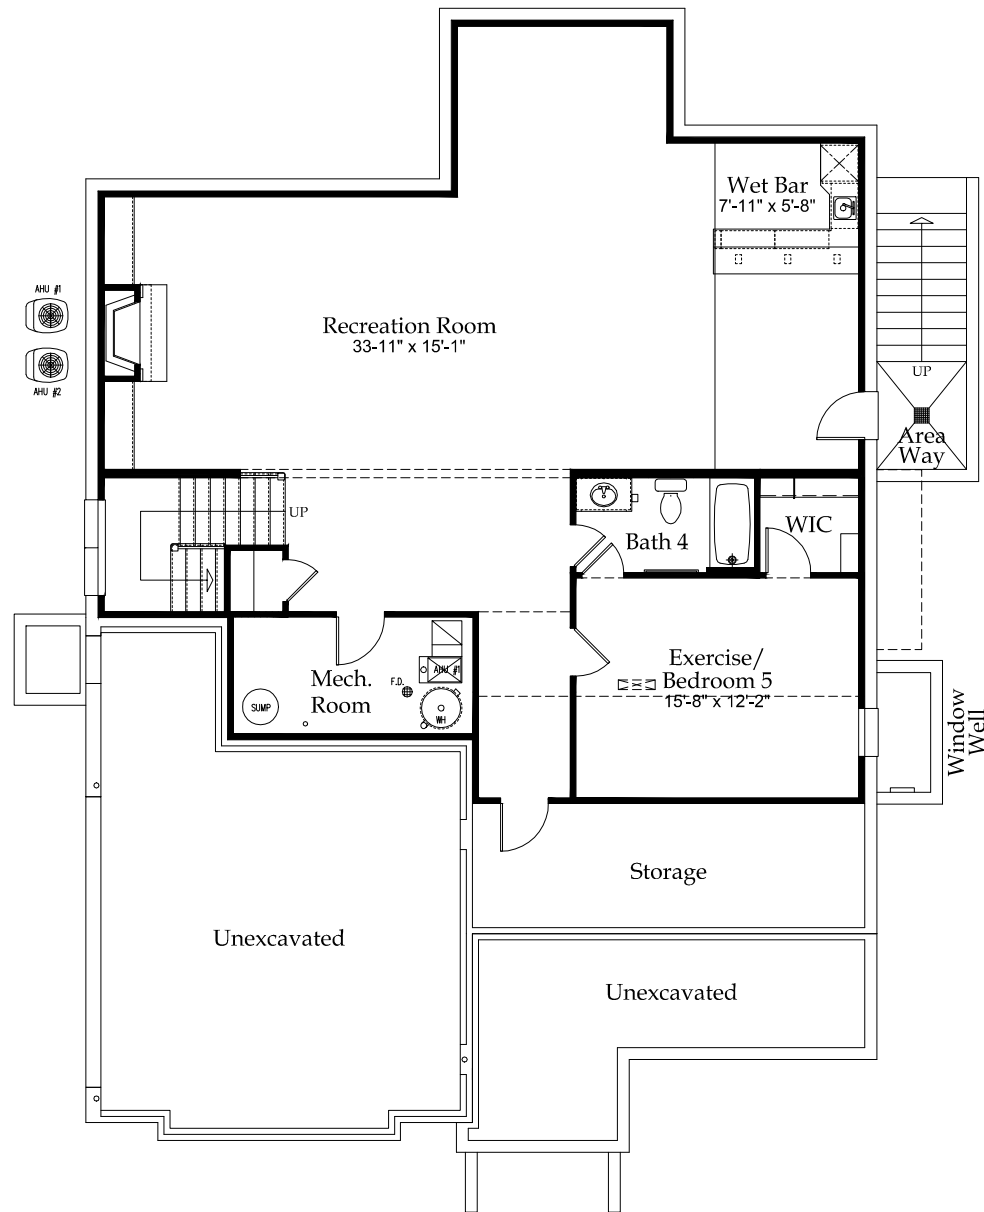 Wet Bar
7'-11" x 5'-8"
AHU #1
Recreation Room
33-11" x 15'-1"
UP
AHU #2
Area
Way
UP
WIC
Bath 4
Exercise/
Bedroom 5
15'-8" x 12'-2"
Mech.
Room
F.D.
AHU #1
SUMP
WH
Window
Well
Storage
Unexcavated
Unexcavated